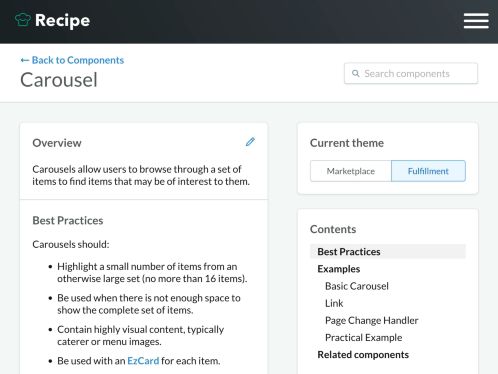 Recipe
← Back to Components
Carousel
Search components
Overview
Carousels allow users to browse through a set of
items to find items that may be of interest to them.
Best Practices
Carousels should:
• Highlight a small number of items from an
otherwise large set (no more than 16 items).
• Be used when there is not enough space to
show the complete set of items.
• Contain highly visual content, typically
caterer or menu images.
• Be used with an EzCard for each item.
Current theme
Marketplace
Fulfillment
Contents
Best Practices
Examples
Basic Carousel
Link
Page Change Handler
Practical Example
Related components